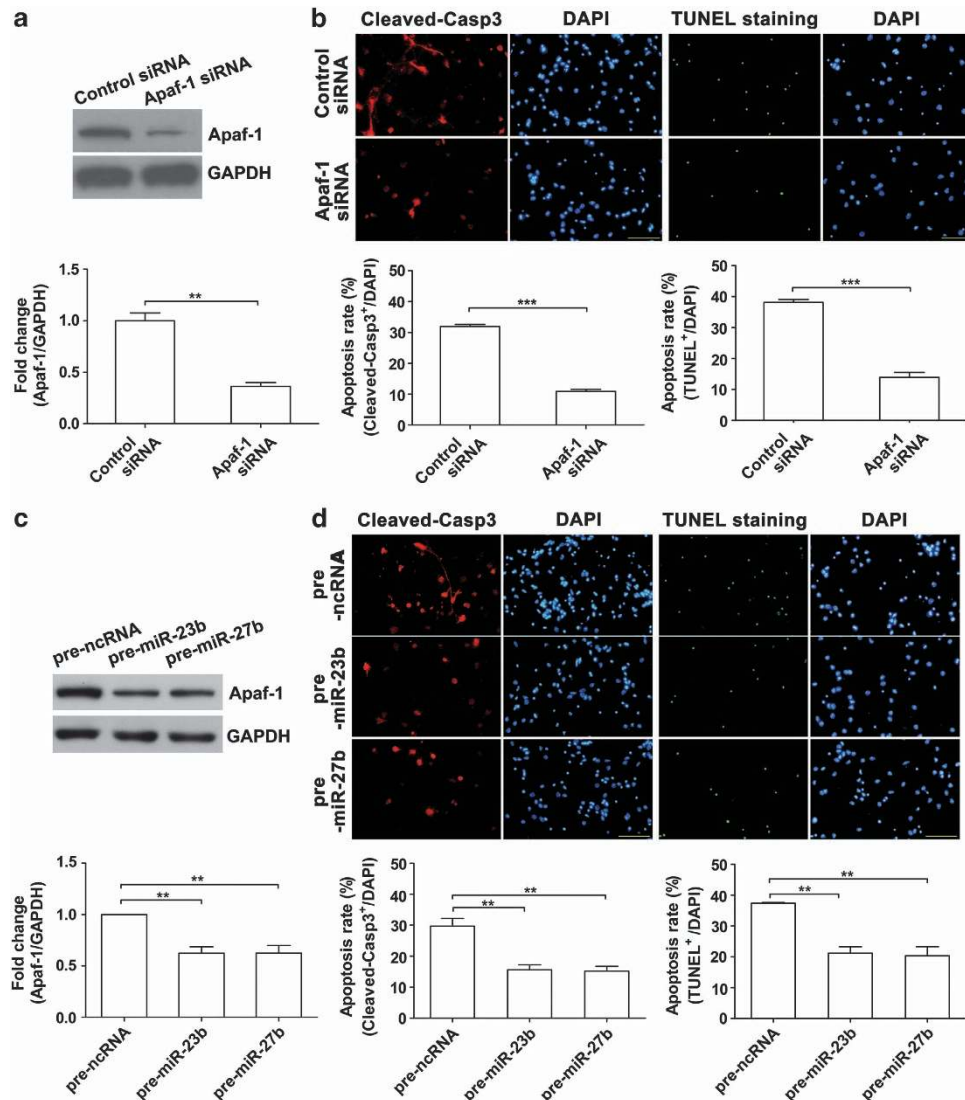 a
Control siRNA
Apaf-1 siRNA
Apaf-1
GAPDH
Fold change
(Apaf-1/GAPDH)
1.5
1.0
0.5
0.0
**
Control
siRNA
Apaf-1
siRNA
b
Cleaved-Casp3
DAPI
TUNEL staining
DAPI
Control
siRNA
Apaf-1
siRNA
Apoptosis rate (%)
(Cleaved-Casp3+/DAPI)
50
40
30
20
10
0
***
Control
siRNA
Apaf-1
siRNA
Apoptosis rate (%)
(TUNEL+/DAPI)
50
40
30
20
10
0
***
Control
siRNA
Apaf-1
siRNA
c
pre-ncRNA
pre-miR-23b
pre-miR-27b
Apaf-1
GAPDH
Fold change
(Apaf-1/GAPDH)
1.5
1.0
0.5
0.0
**
**
pre-ncRNA
pre-miR-23b
pre-miR-27b
d
Cleaved-Casp3
DAPI
TUNEL staining
DAPI
pre
-ncRNA
pre
-miR-23b
pre
-miR-27b
Apoptosis rate (%)
(Cleaved-Casp3+/DAPI)
50
40
30
20
10
0
**
**
pre-ncRNA
pre-miR-23b
pre-miR-27b
Apoptosis rate (%)
(TUNEL+/DAPI)
50
40
30
20
10
0
**
**
pre-ncRNA
pre-miR-23b
pre-miR-27b